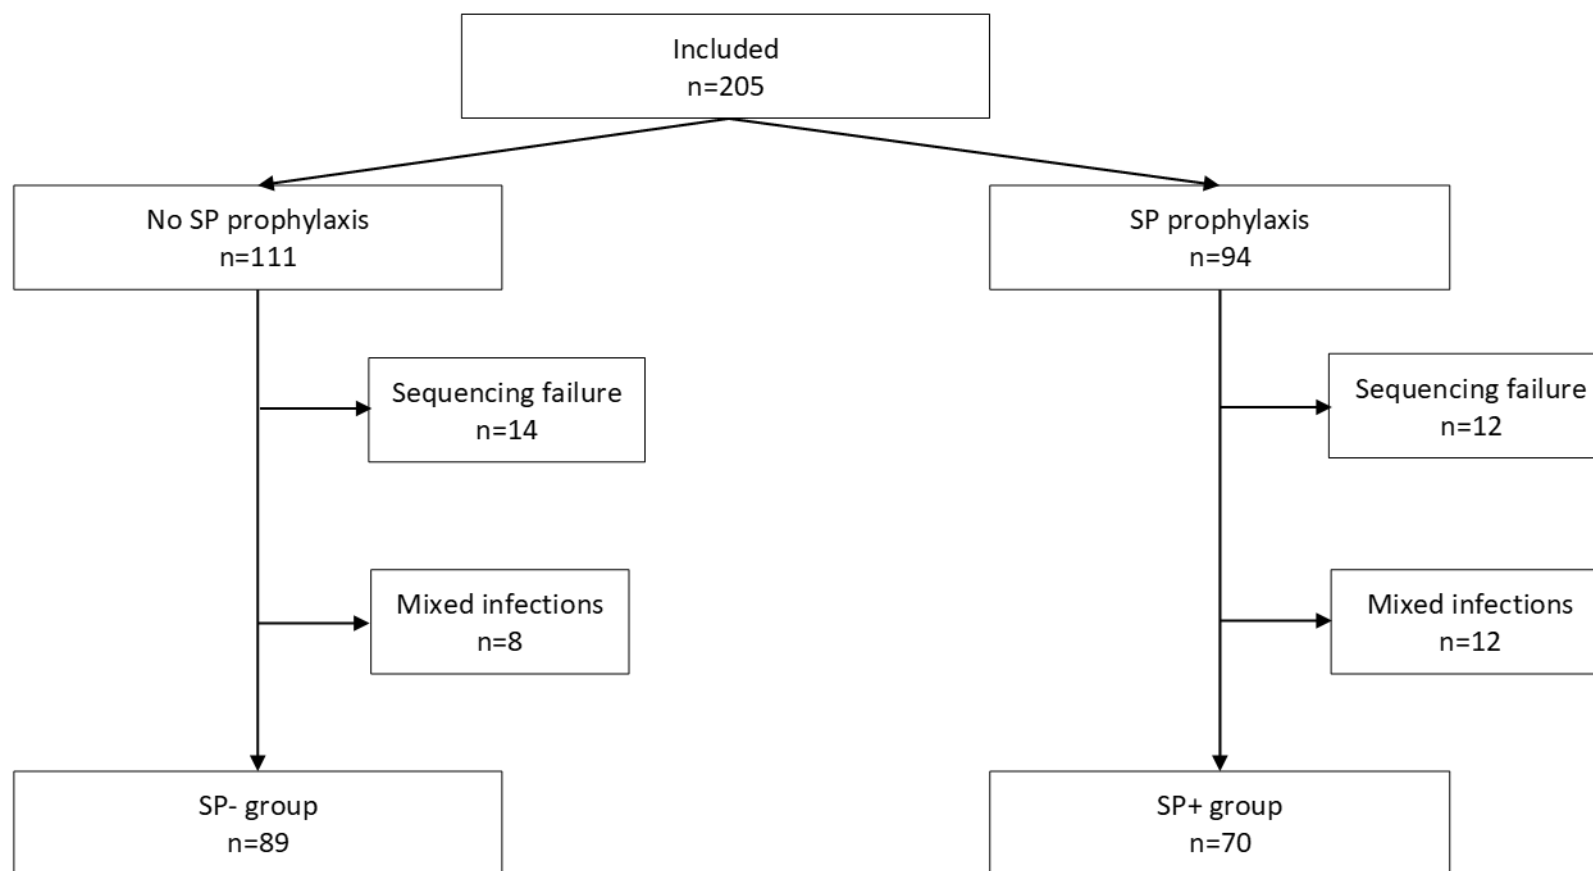 Included
n=205
No SP prophylaxis
n=111
SP prophylaxis
n=94
Sequencing failure
n=14
Sequencing failure
n=12
Mixed infections
n=8
Mixed infections
n=12
SP- group
n=89
SP+ group
n=70